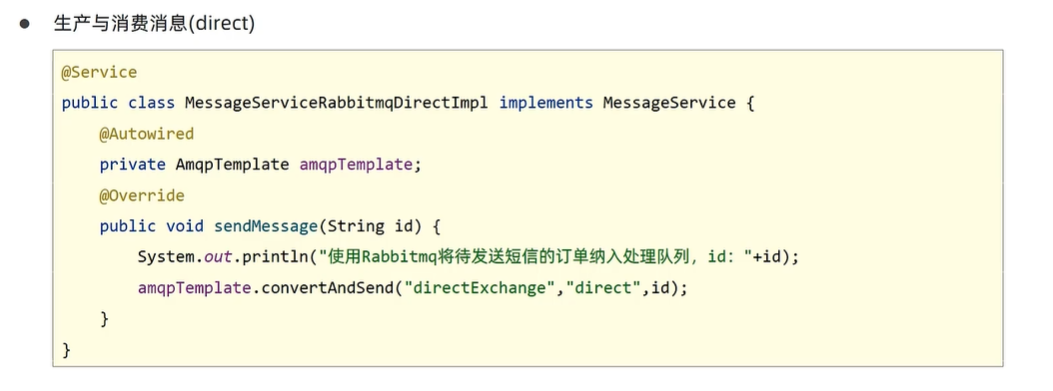 ● 生产与消费消息(direct)
@Service
public class MessageServiceRabbitmqDirectImpl implements MessageService {
    @Autowired
    private AmqpTemplate amqpTemplate;
    @Override
    public void sendMessage(String id) {
        System.out.println("使用Rabbitmq将待发送短信的订单纳入处理队列，id："+id);
        amqpTemplate.convertAndSend("directExchange","direct",id);
    }
}